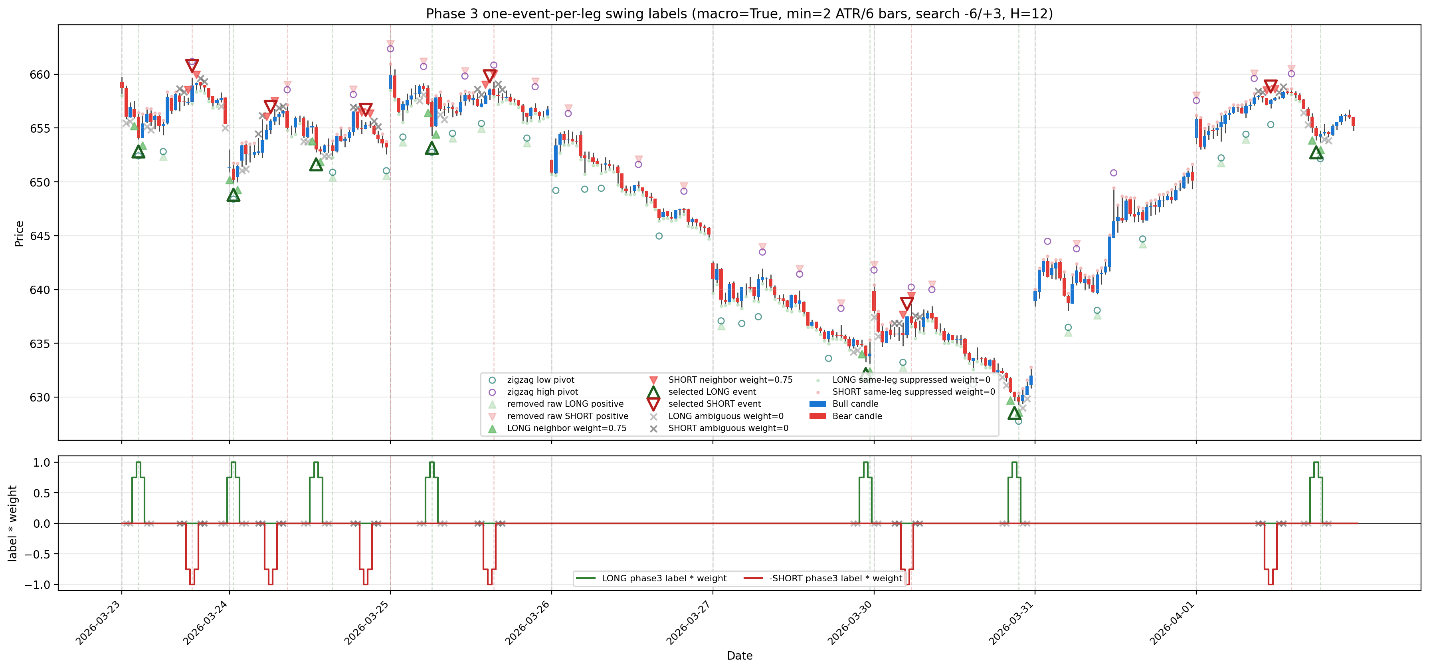 Phase 3 one-event-per-leg swing labels (macro=True, min=2 ATR/6 bars, search -6/+3, H=12)
Price
660
655
650
645
640
635
630
zigzag low pivot
zigzag high pivot
removed raw LONG positive
removed raw SHORT positive
LONG neighbor weight=0.75
SHORT neighbor weight=0.75
selected LONG event
selected SHORT event
LONG ambiguous weight=0
SHORT ambiguous weight=0
LONG same-leg suppressed weight=0
SHORT same-leg suppressed weight=0
Bull candle
Bear candle
label * weight
1.0
0.5
0.0
−0.5
−1.0
LONG phase3 label * weight
-SHORT phase3 label * weight
2026-03-23
2026-03-24
2026-03-25
2026-03-26
2026-03-27
2026-03-30
2026-03-31
2026-04-01
Date